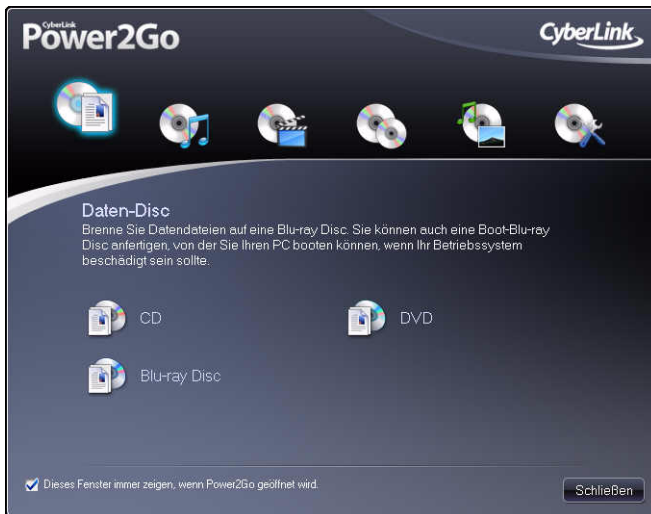 CyberLink
Power2Go
CyberLink
Daten-Disc
Brenne Sie Datendateien auf eine Blu-ray Disc. Sie können auch eine Boot-Blu-ray
Disc anfertigen, von der Sie Ihren PC booten können, wenn Ihr Betriebssystem
beschädigt sein sollte.
CD
DVD
Blu-ray Disc
Dieses Fenster immer zeigen, wenn Power2Go geöffnet wird.
Schließen